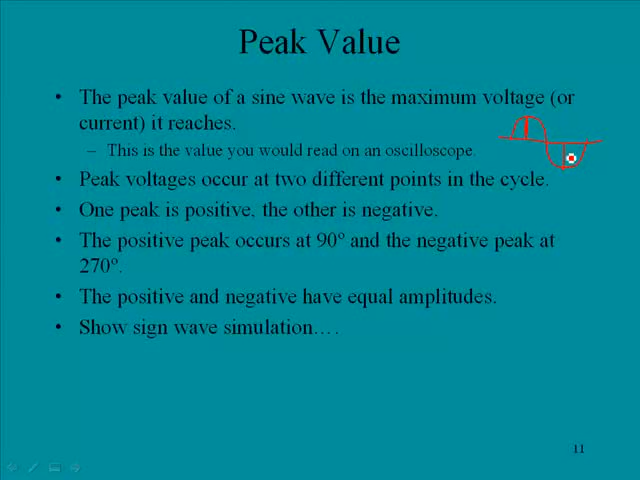 Peak Value
• The peak value of a sine wave is the maximum voltage (or
current) it reaches.
– This is the value you would read on an oscilloscope.
• Peak voltages occur at two different points in the cycle.
• One peak is positive, the other is negative.
• The positive peak occurs at 90º and the negative peak at
270º.
• The positive and negative have equal amplitudes.
• Show sign wave simulation….
11